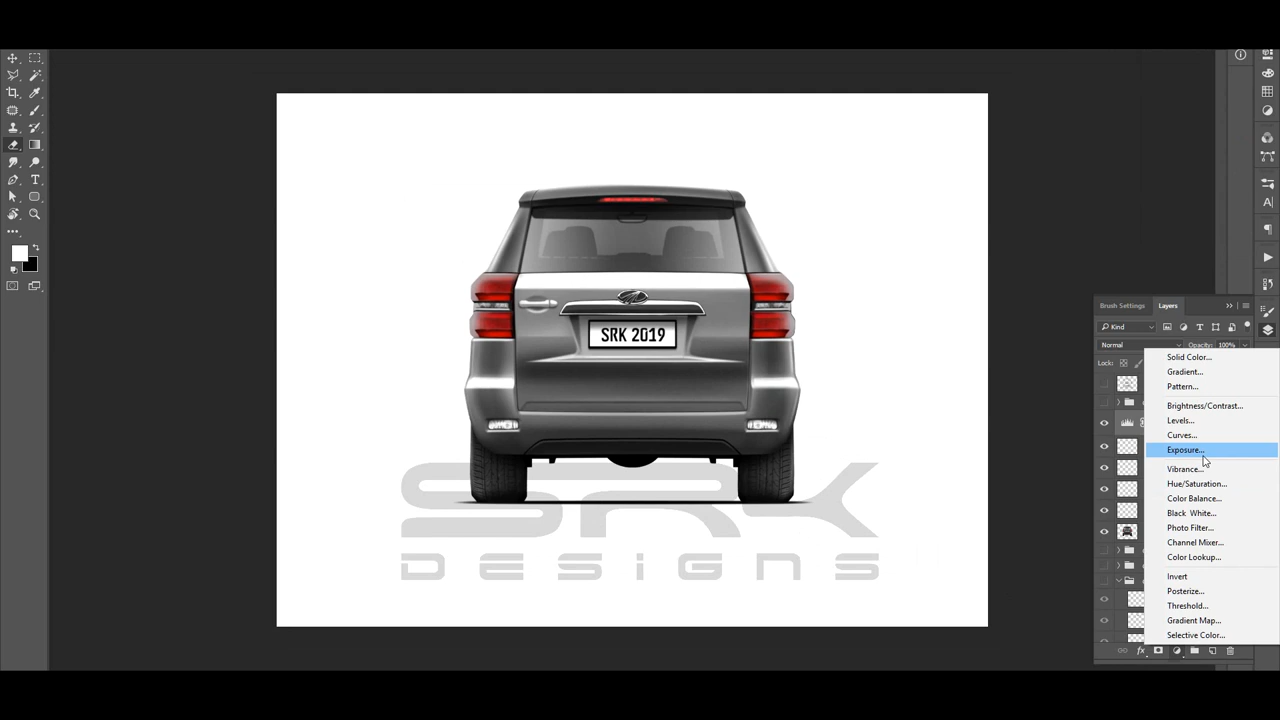 Brush Settings Layers
Kind
Normal Opacity: 100%
Lock:
Solid Color...
Gradient...
Pattern...
Brightness/Contrast...
Levels...
Curves...
Exposure...
Vibrance...
Hue/Saturation...
Color Balance...
Black White...
Photo Filter...
Channel Mixer...
Color Lookup...
Invert
Posterize...
Threshold...
Gradient Map...
Selective Color...
SRK 2019
SRK
DESIGNS